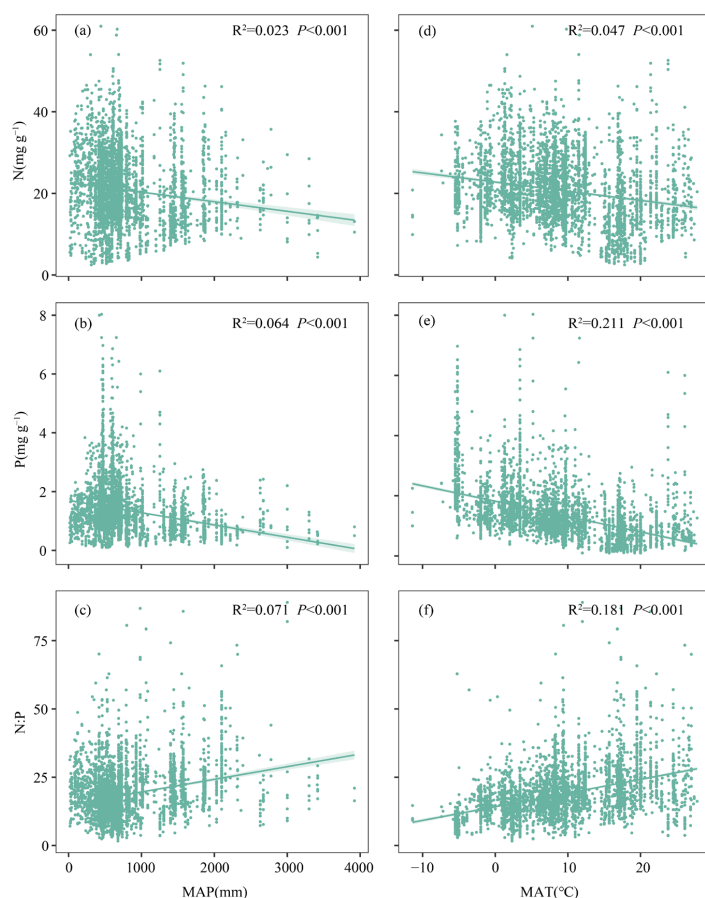 (a) R²=0.023 P<0.001
(d) R²=0.047 P<0.001
60
40
20
0
N(mg g⁻¹)
(b) R²=0.064 P<0.001
(e) R²=0.211 P<0.001
8
6
4
2
0
P(mg g⁻¹)
(c) R²=0.071 P<0.001
(f) R²=0.181 P<0.001
75
50
25
0
N:P
0 1000 2000 3000 4000
−10 0 10 20
MAP(mm)
MAT(℃)